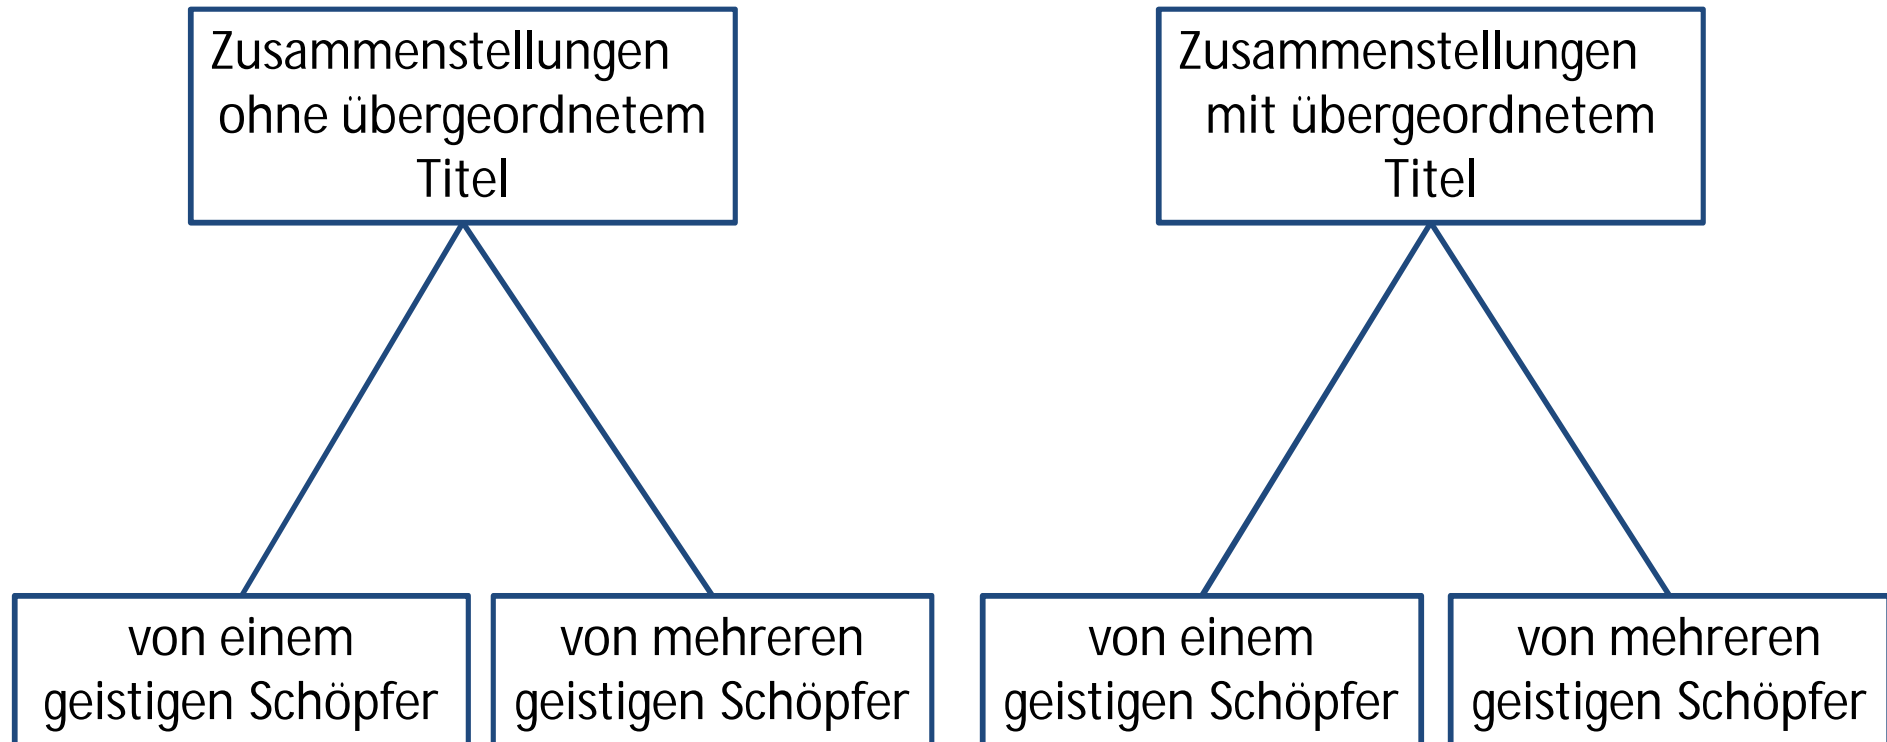 Zusammenstellungen
ohne übergeordnetem
Titel
Zusammenstellungen
mit übergeordnetem
Titel
von einem
geistigen Schöpfer
von mehreren
geistigen Schöpfer
von einem
geistigen Schöpfer
von mehreren
geistigen Schöpfer